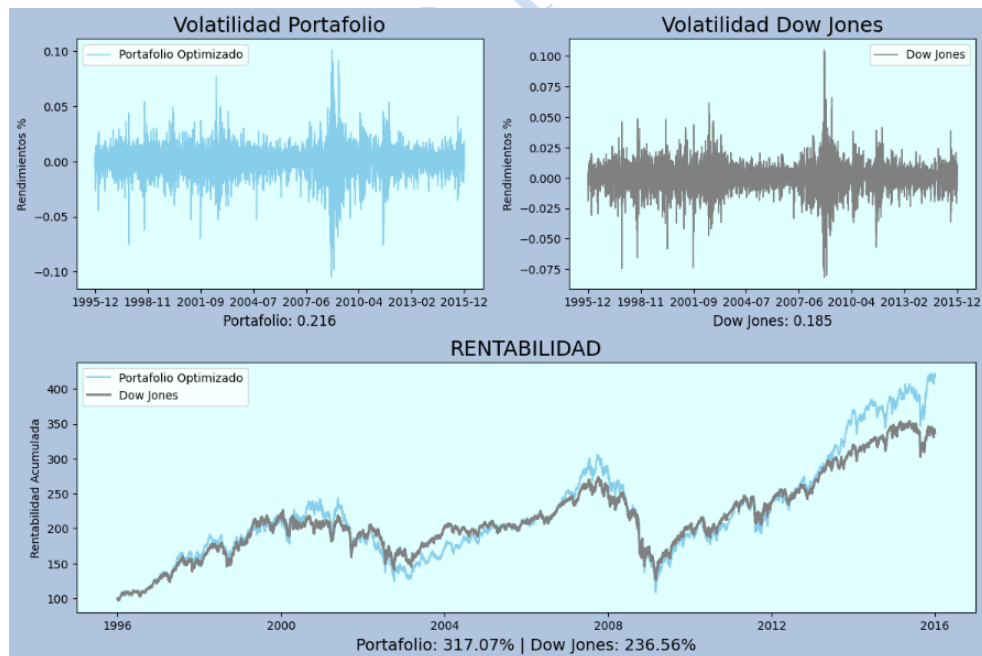 Volatilidad Portafolio
Portafolio Optimizado
Rendimientos %
0.10
0.05
0.00
−0.05
−0.10
1995-12 1998-11 2001-09 2004-07 2007-06 2010-04 2013-02 2015-12
Portafolio: 0.216
Volatilidad Dow Jones
Dow Jones
Rendimientos %
0.100
0.075
0.050
0.025
0.000
−0.025
−0.050
−0.075
1995-12 1998-11 2001-09 2004-07 2007-06 2010-04 2013-02 2015-12
Dow Jones: 0.185
RENTABILIDAD
Portafolio Optimizado
Dow Jones
Rentabilidad Acumulada
400
350
300
250
200
150
100
1996 2000 2004 2008 2012 2016
Portafolio: 317.07% | Dow Jones: 236.56%